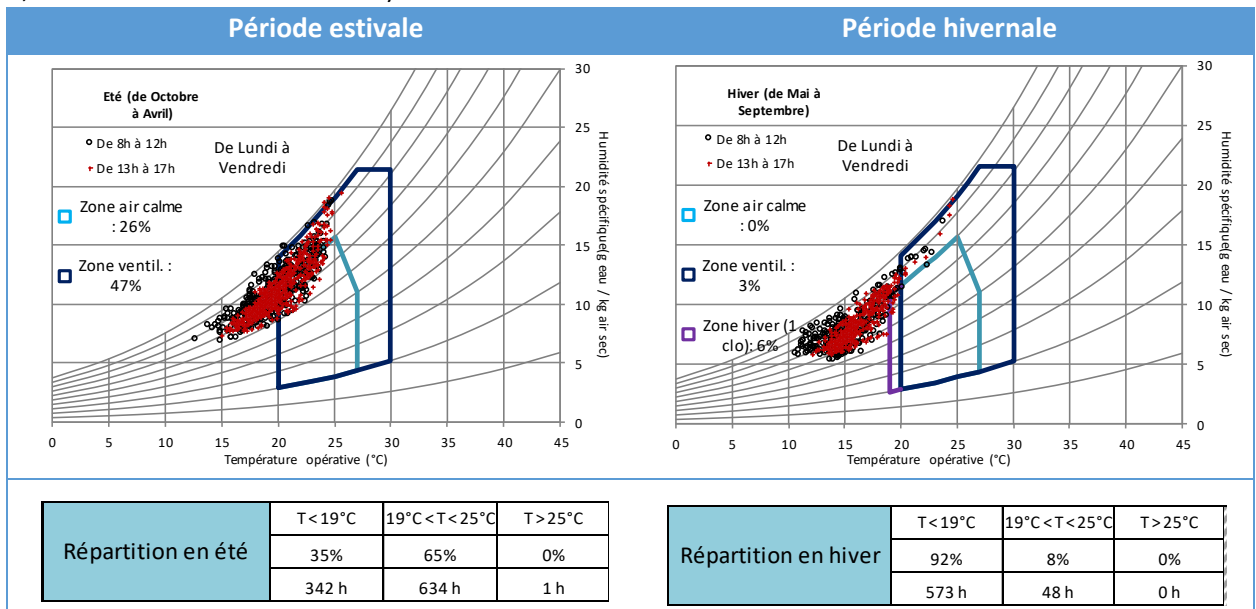 Période estivale
Période hivernale
Eté (de Octobre
à Avril)
De 8h à 12h
De 13h à 17h
De Lundi à
Vendredi
Zone air calme
: 26%
Zone ventil. :
47%
30
25
20
15
10
5
0
Humidité spécifique(g eau / kg air sec)
0 5 10 15 20 25 30 35 40 45
Température opérative (°C)
Hiver (de Mai à
Septembre)
De 8h à 12h
De 13h à 17h
De Lundi à
Vendredi
Zone air calme
: 0%
Zone ventil. :
3%
Zone hiver (1
clo): 6%
30
25
20
15
10
5
0
Humidité spécifique(g eau / kg air sec)
0 5 10 15 20 25 30 35 40 45
Température opérative (°C)
Répartition en été
T<19°C 19°C<T<25°C T>25°C
35% 65% 0%
342 h 634 h 1 h
Répartition en hiver
T<19°C 19°C<T<25°C T>25°C
92% 8% 0%
573 h 48 h 0 h